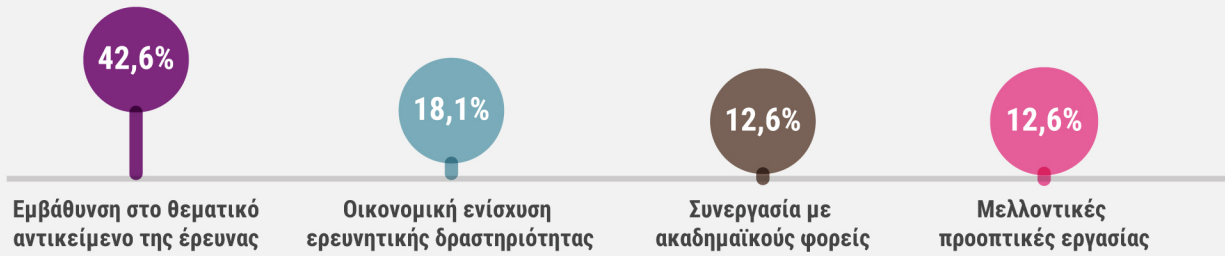 42,6%
18,1%
12,6%
12,6%
Εμβάθυνση στο θεματικό
αντικείμενο της έρευνας
Οικονομική ενίσχυση
ερευνητικής δραστηριότητας
Συνεργασία με
ακαδημαϊκούς φορείς
Μελλοντικές
προοπτικές εργασίας